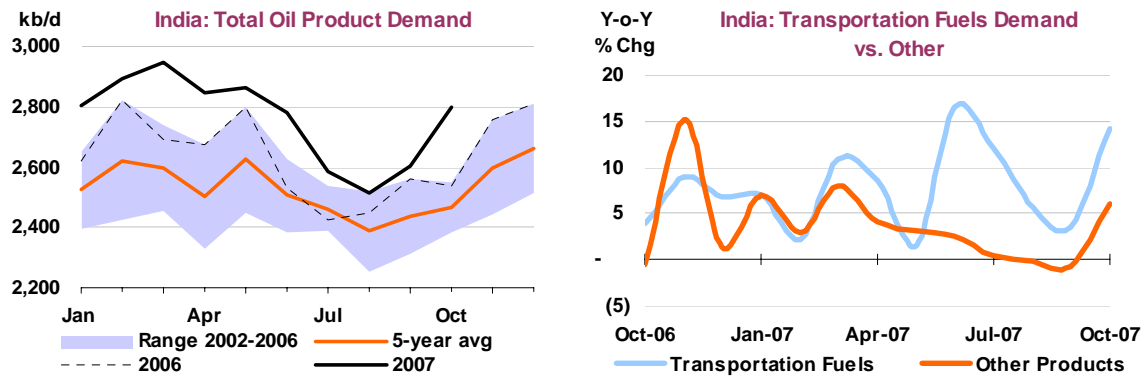 kb/d
India: Total Oil Product Demand
3,000
2,800
2,600
2,400
2,200
Jan Apr Jul Oct
Range 2002-2006 5-year avg
2006 2007
Y-o-Y
% Chg
India: Transportation Fuels Demand
vs. Other
20
15
10
5
-
(5)
Oct-06 Jan-07 Apr-07 Jul-07 Oct-07
Transportation Fuels Other Products